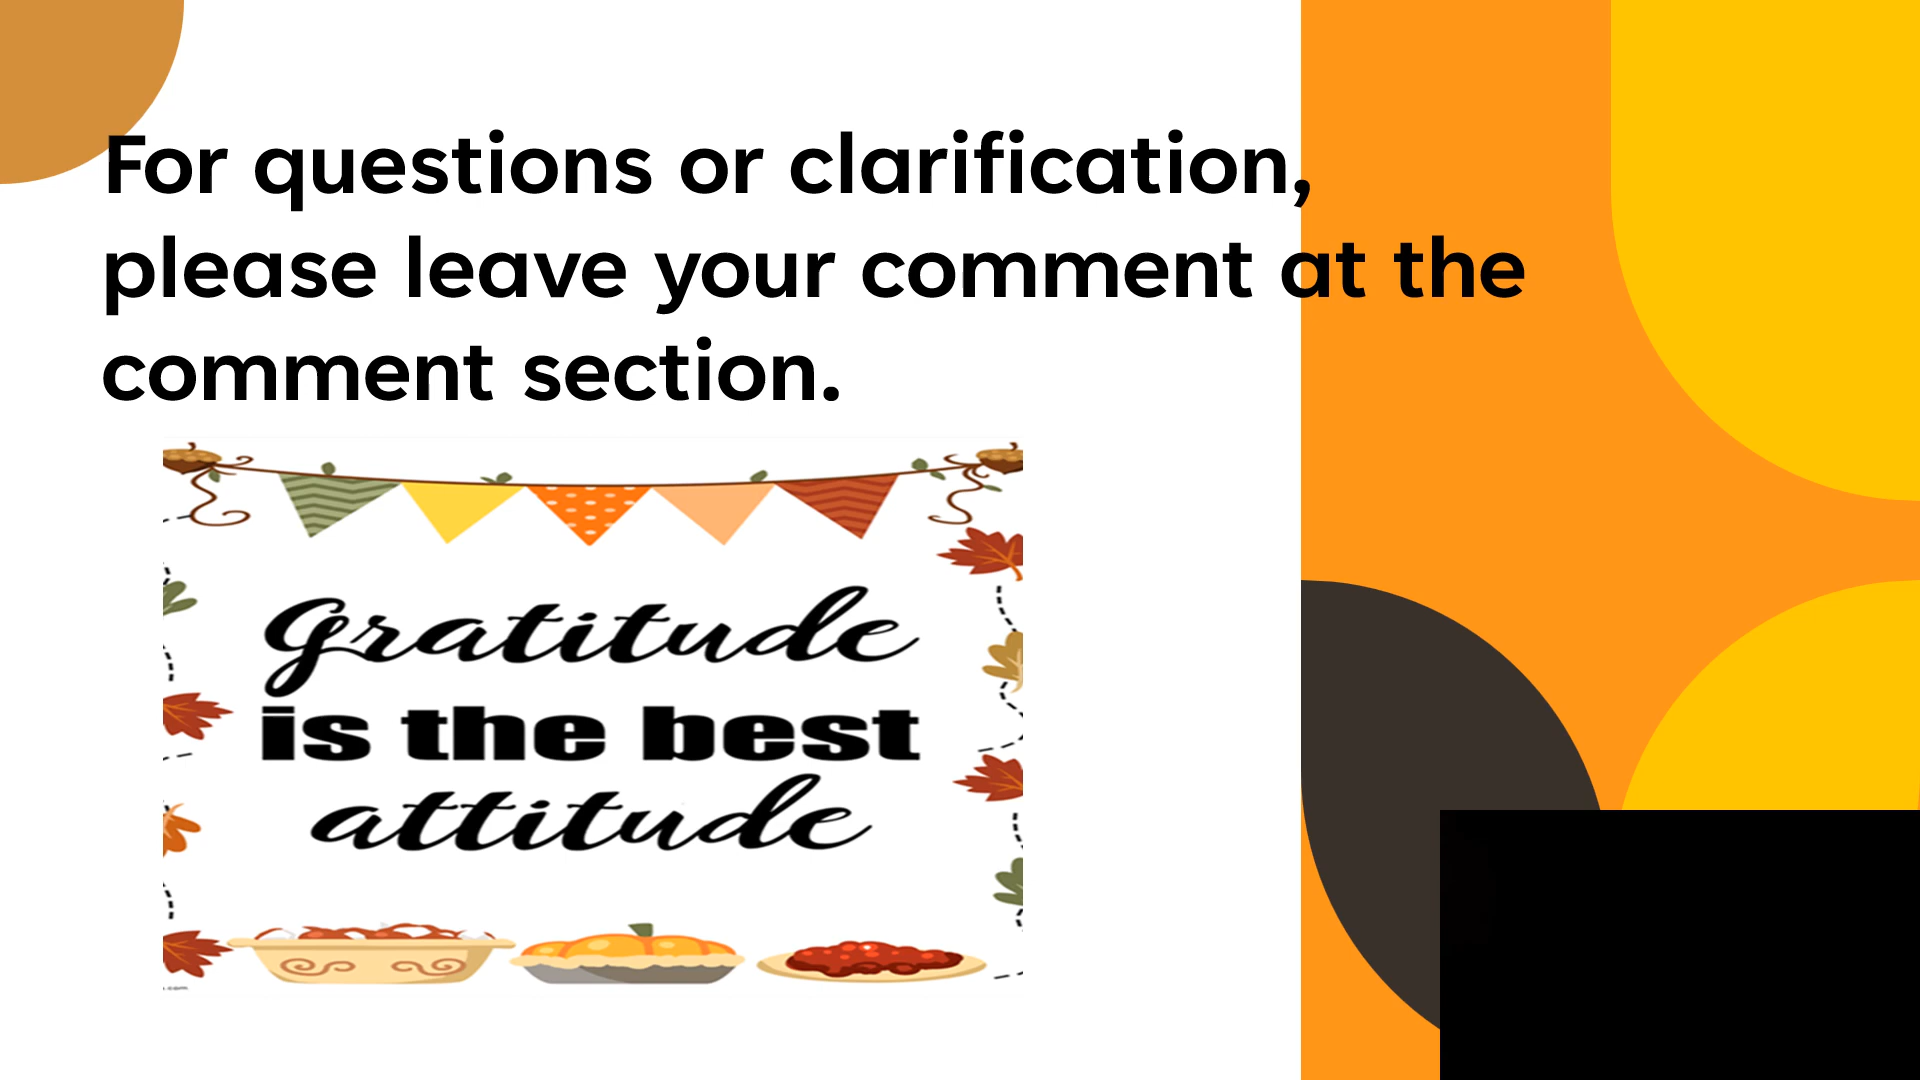 For questions or clarification,
please leave your comment at the
comment section.
Gratitude
is the best
attitude